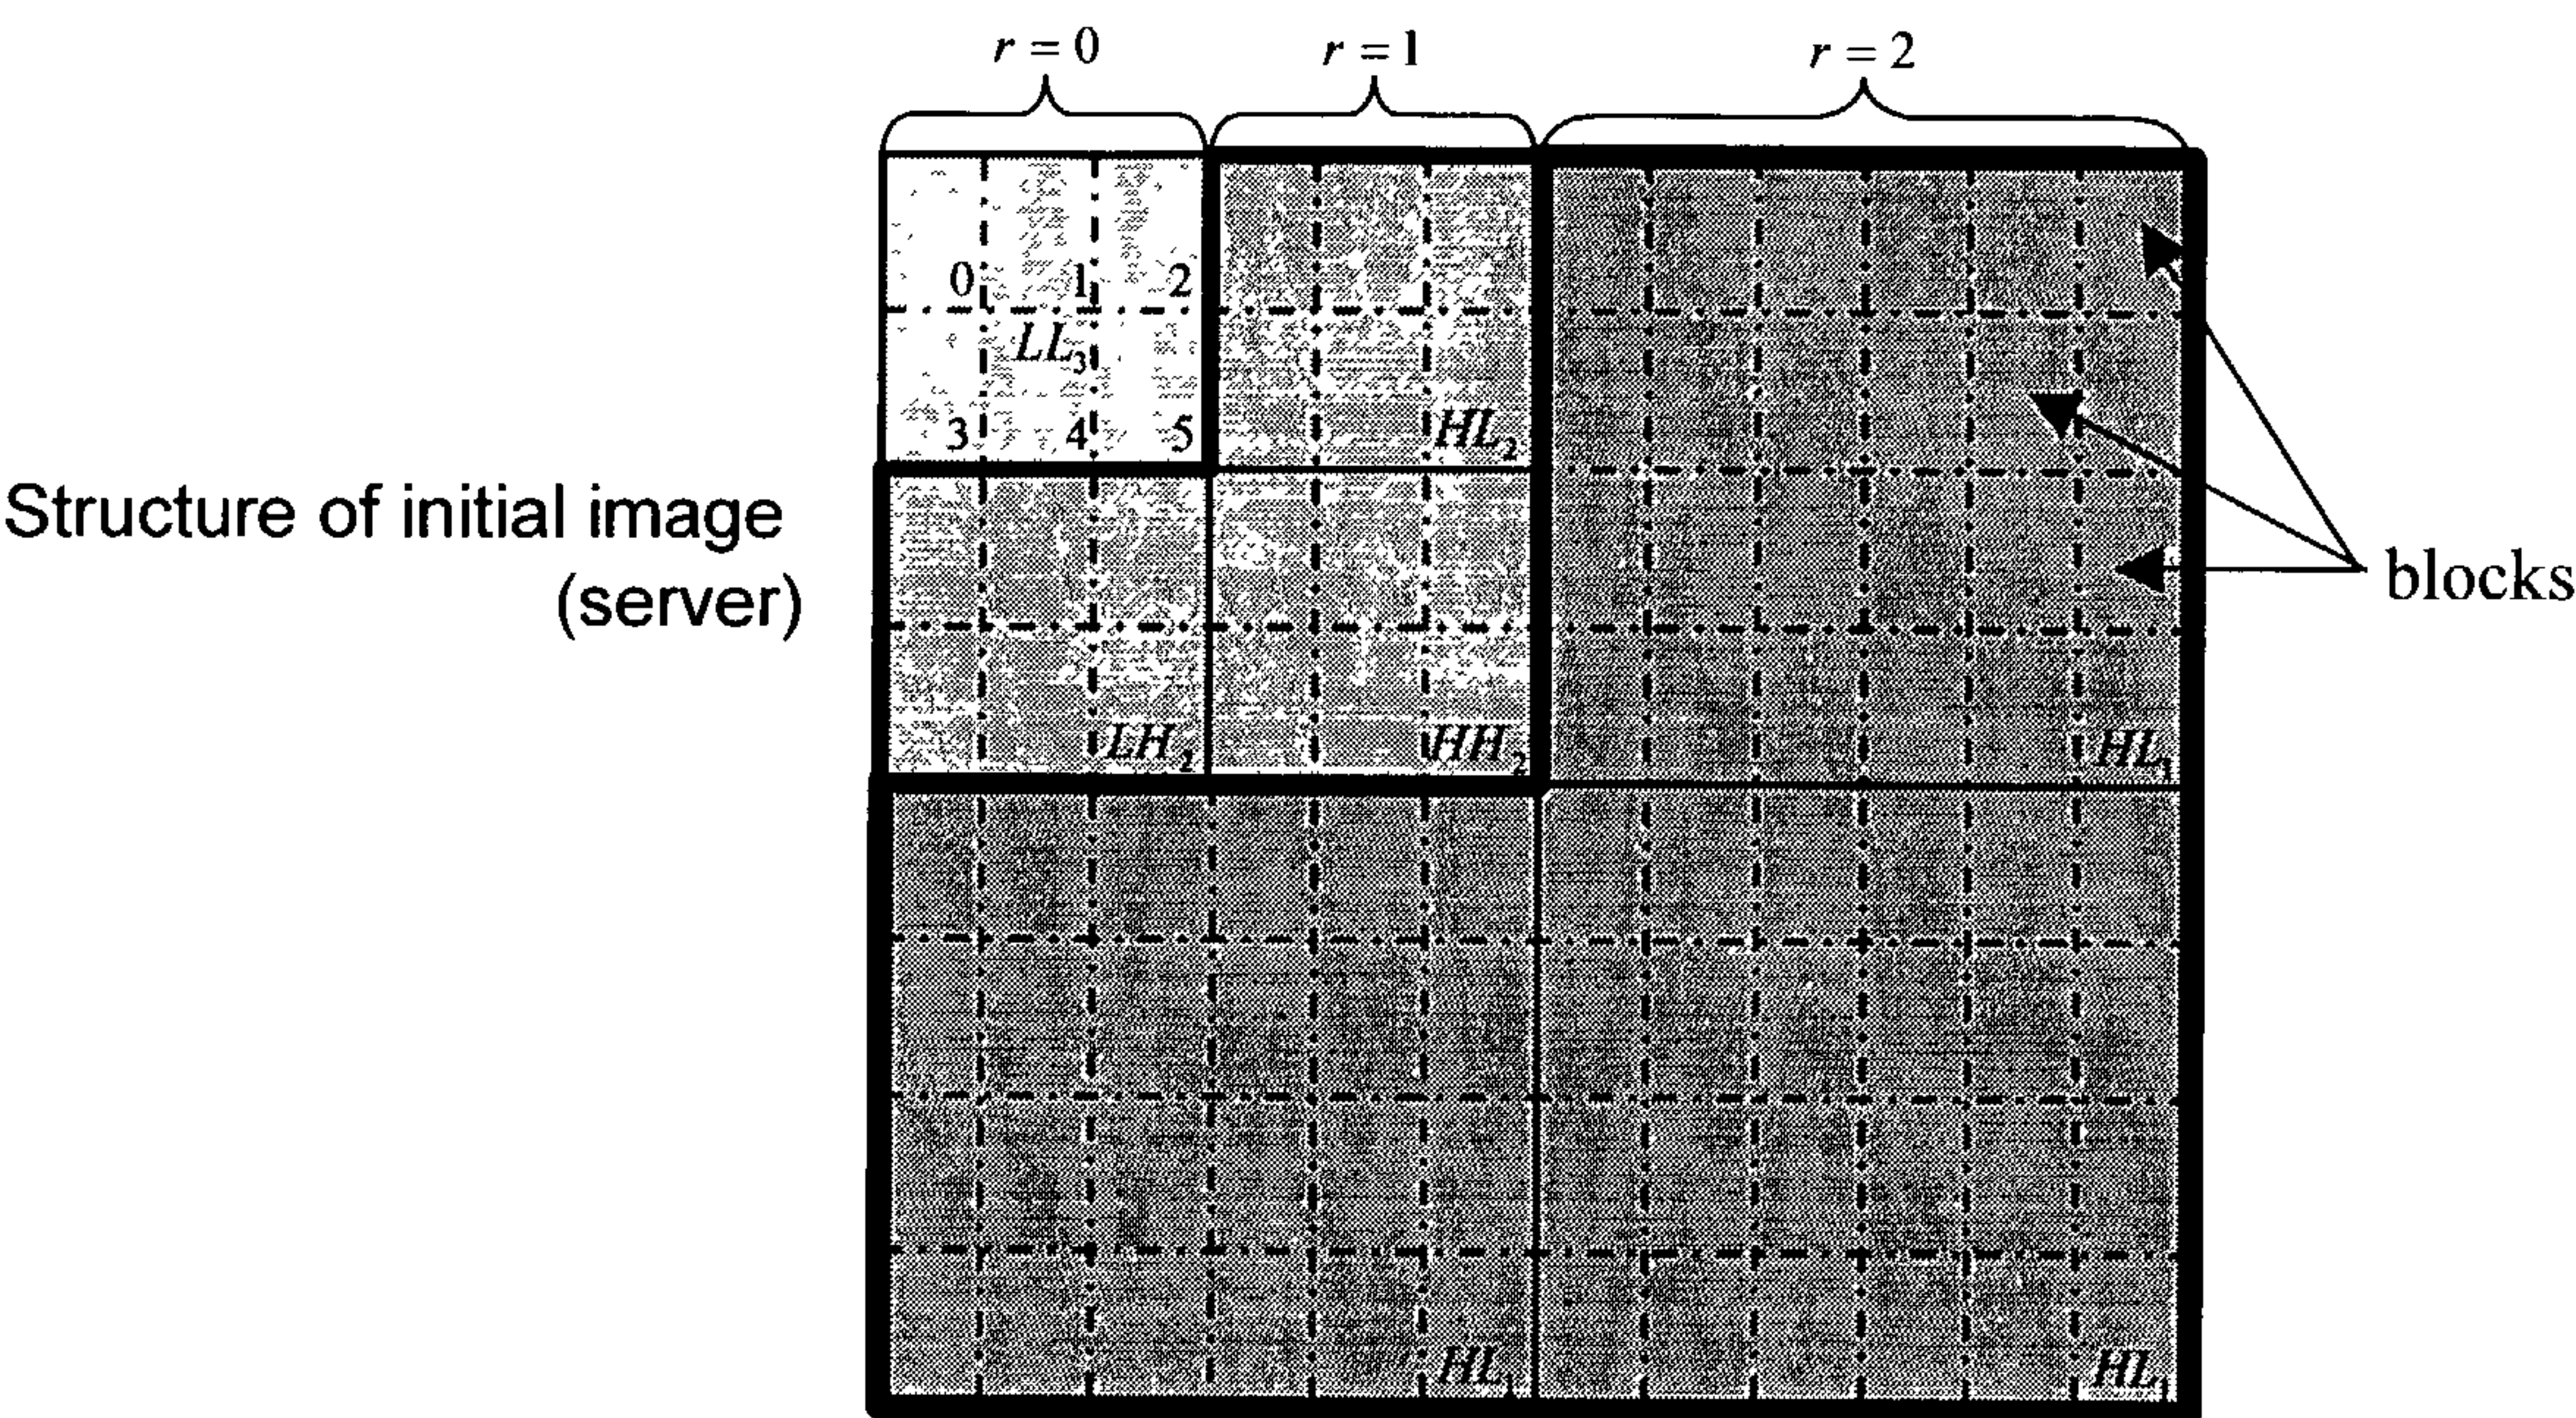 r = 0
r = 1
r = 2
0
1
2
LL₃
3
4
5
HL₂
Structure of initial image
(server)
blocks
LH₂
HH₂
HL₁
HL
HL₁